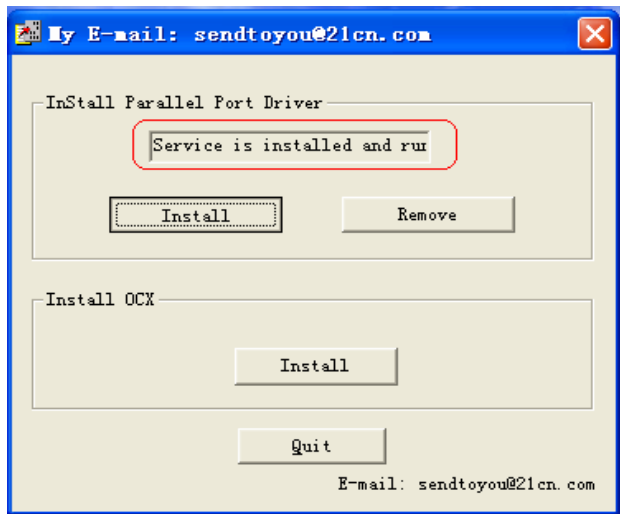 My E-mail: sendtoyou@21cn.com
InStall Parallel Port Driver
Service is installed and
Install
Remove
Install OCX
Install
Quit
E-mail: sendtoyou@21cn.com